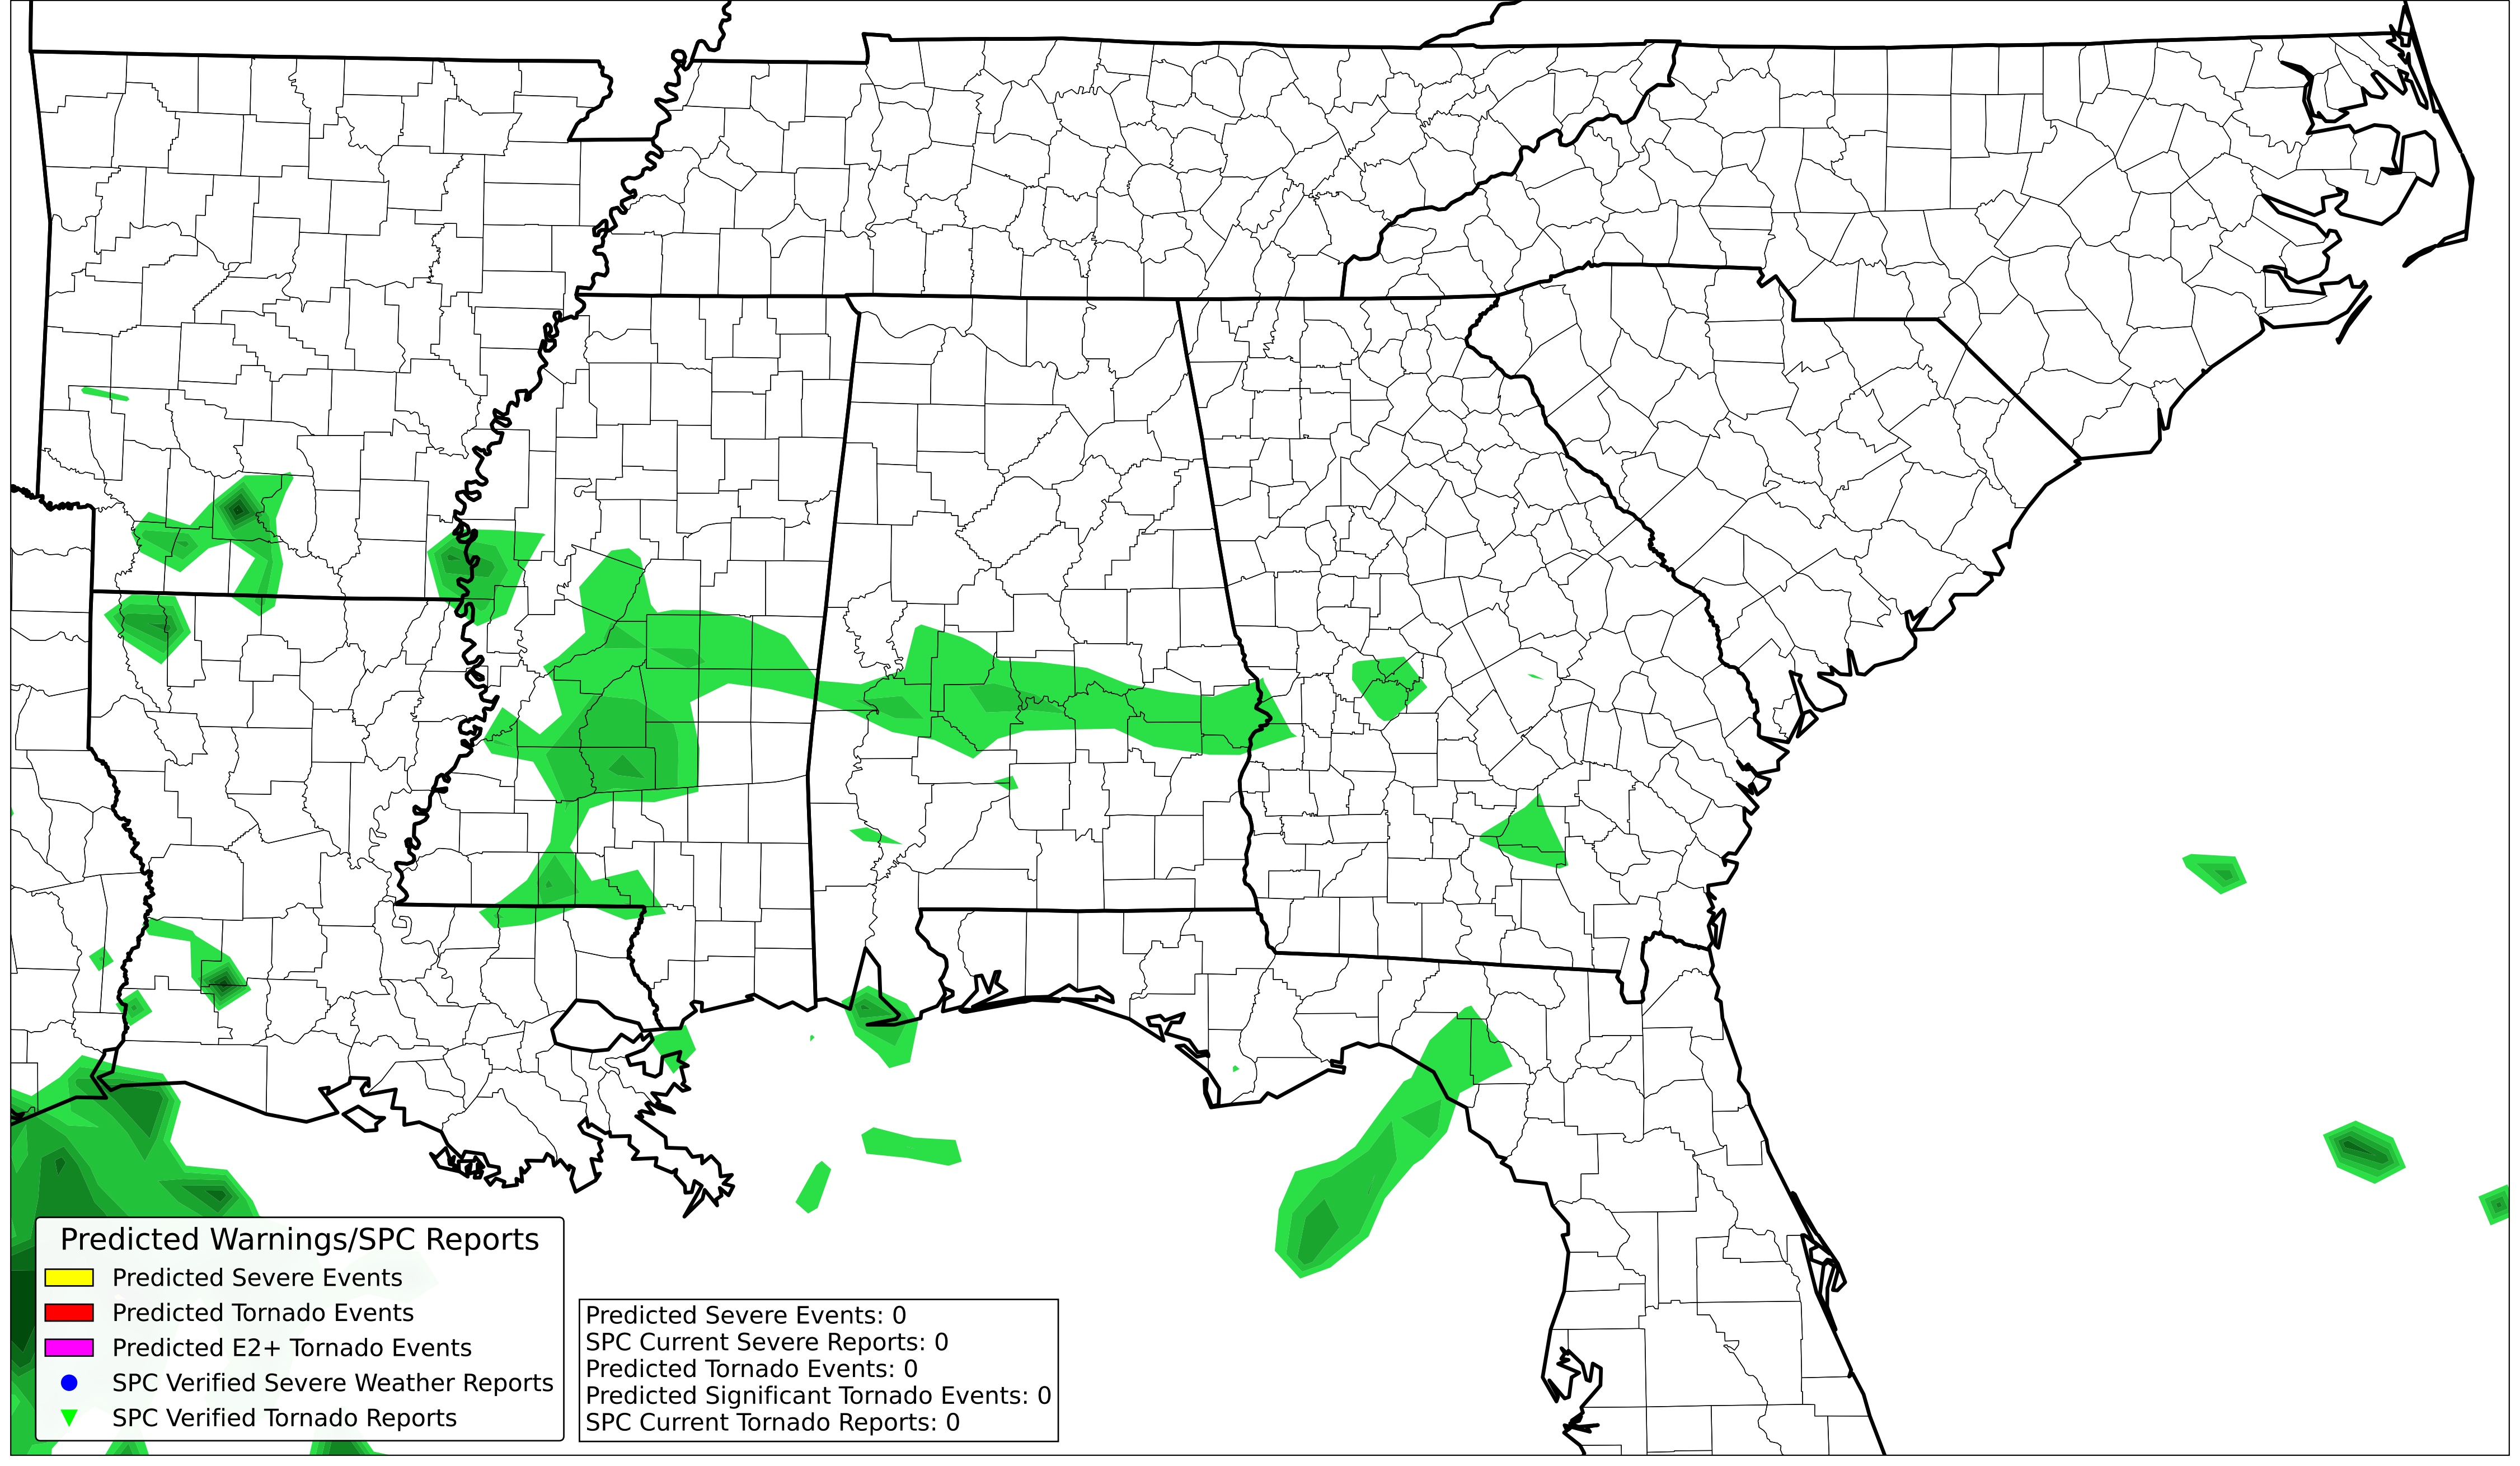 Predicted Warnings/SPC Reports
Predicted Severe Events
Predicted Tornado Events
Predicted E2+ Tornado Events
SPC Verified Severe Weather Reports
SPC Verified Tornado Reports
Predicted Severe Events: 0
SPC Current Severe Reports: 0
Predicted Tornado Events: 0
Predicted Significant Tornado Events: 0
SPC Current Tornado Reports: 0